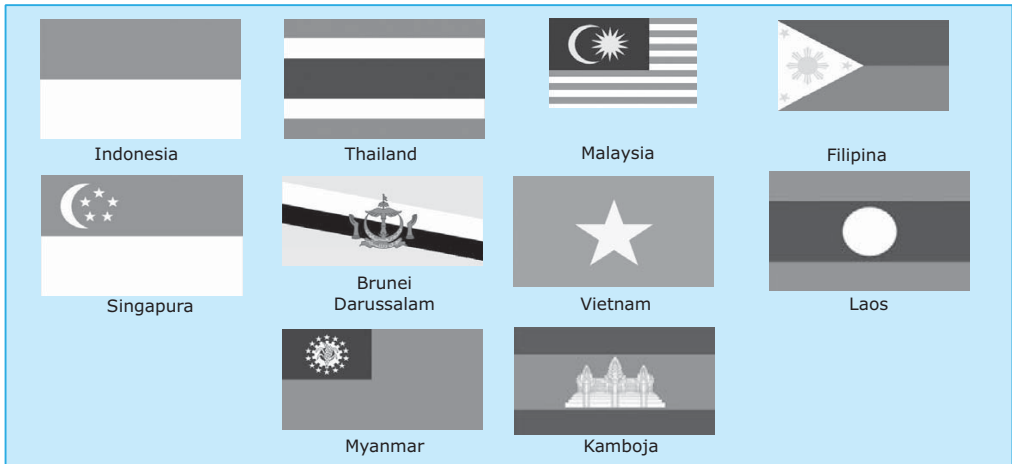 Indonesia
Thailand
Malaysia
Filipina
Singapura
Brunei
Darussalam
Vietnam
Laos
Myanmar
Kamboja